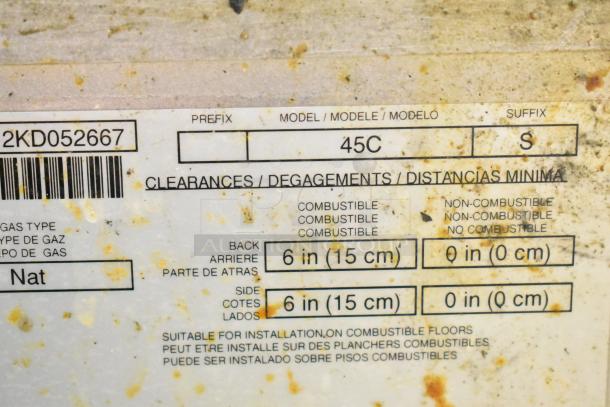 PREFIX MODEL / MODELE / MODELO SUFFIX
2KD052667
45C S
CLEARANCES / DEGAGEMENTS / DISTANCIAS MINIMA
COMBUSTIBLE NON-COMBUSTIBLE
COMBUSTIBLE NON-COMBUSTIBLE
COMBUSTIBLE NO COMBUSTIBLE
GAS TYPE
YPE DE GAZ
PO DE GAS
Nat
BACK
ARRIERE
PARTE DE ATRAS
6 in (15 cm) 0 in (0 cm)
SIDE
COTES
LADOS
6 in (15 cm) 0 in (0 cm)
SUITABLE FOR INSTALLATION ON COMBUSTIBLE FLOORS
PEUT ETRE INSTALLE SUR DES PLANCHERS COMBUSTIBLES
PUEDE SER INSTALADO SOBRE PISOS COMBUSTIBLES